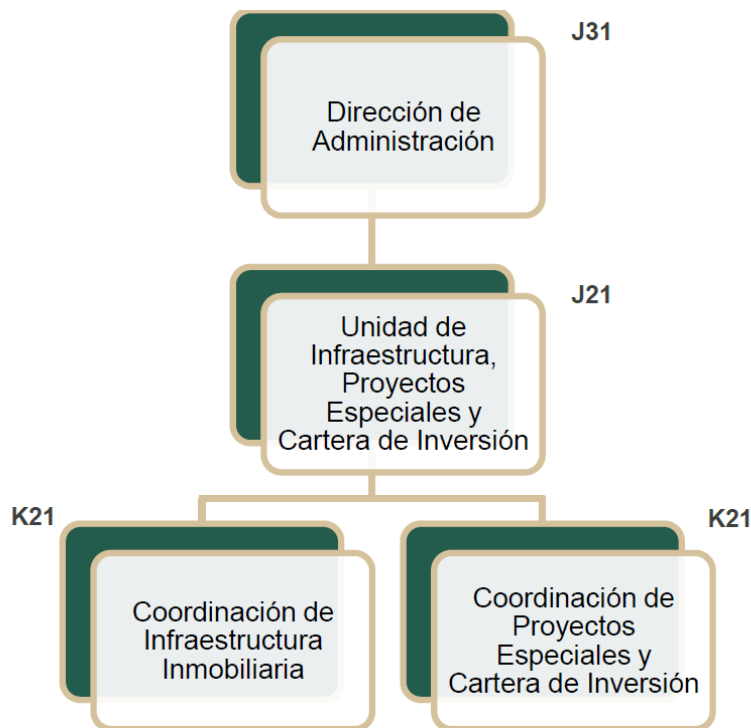 J31
Dirección de
Administración
J21
Unidad de
Infraestructura,
Proyectos
Especiales y
Cartera de Inversión
K21
K21
Coordinación de
Infraestructura
Inmobiliaria
Coordinación de
Proyectos
Especiales y
Cartera de Inversión